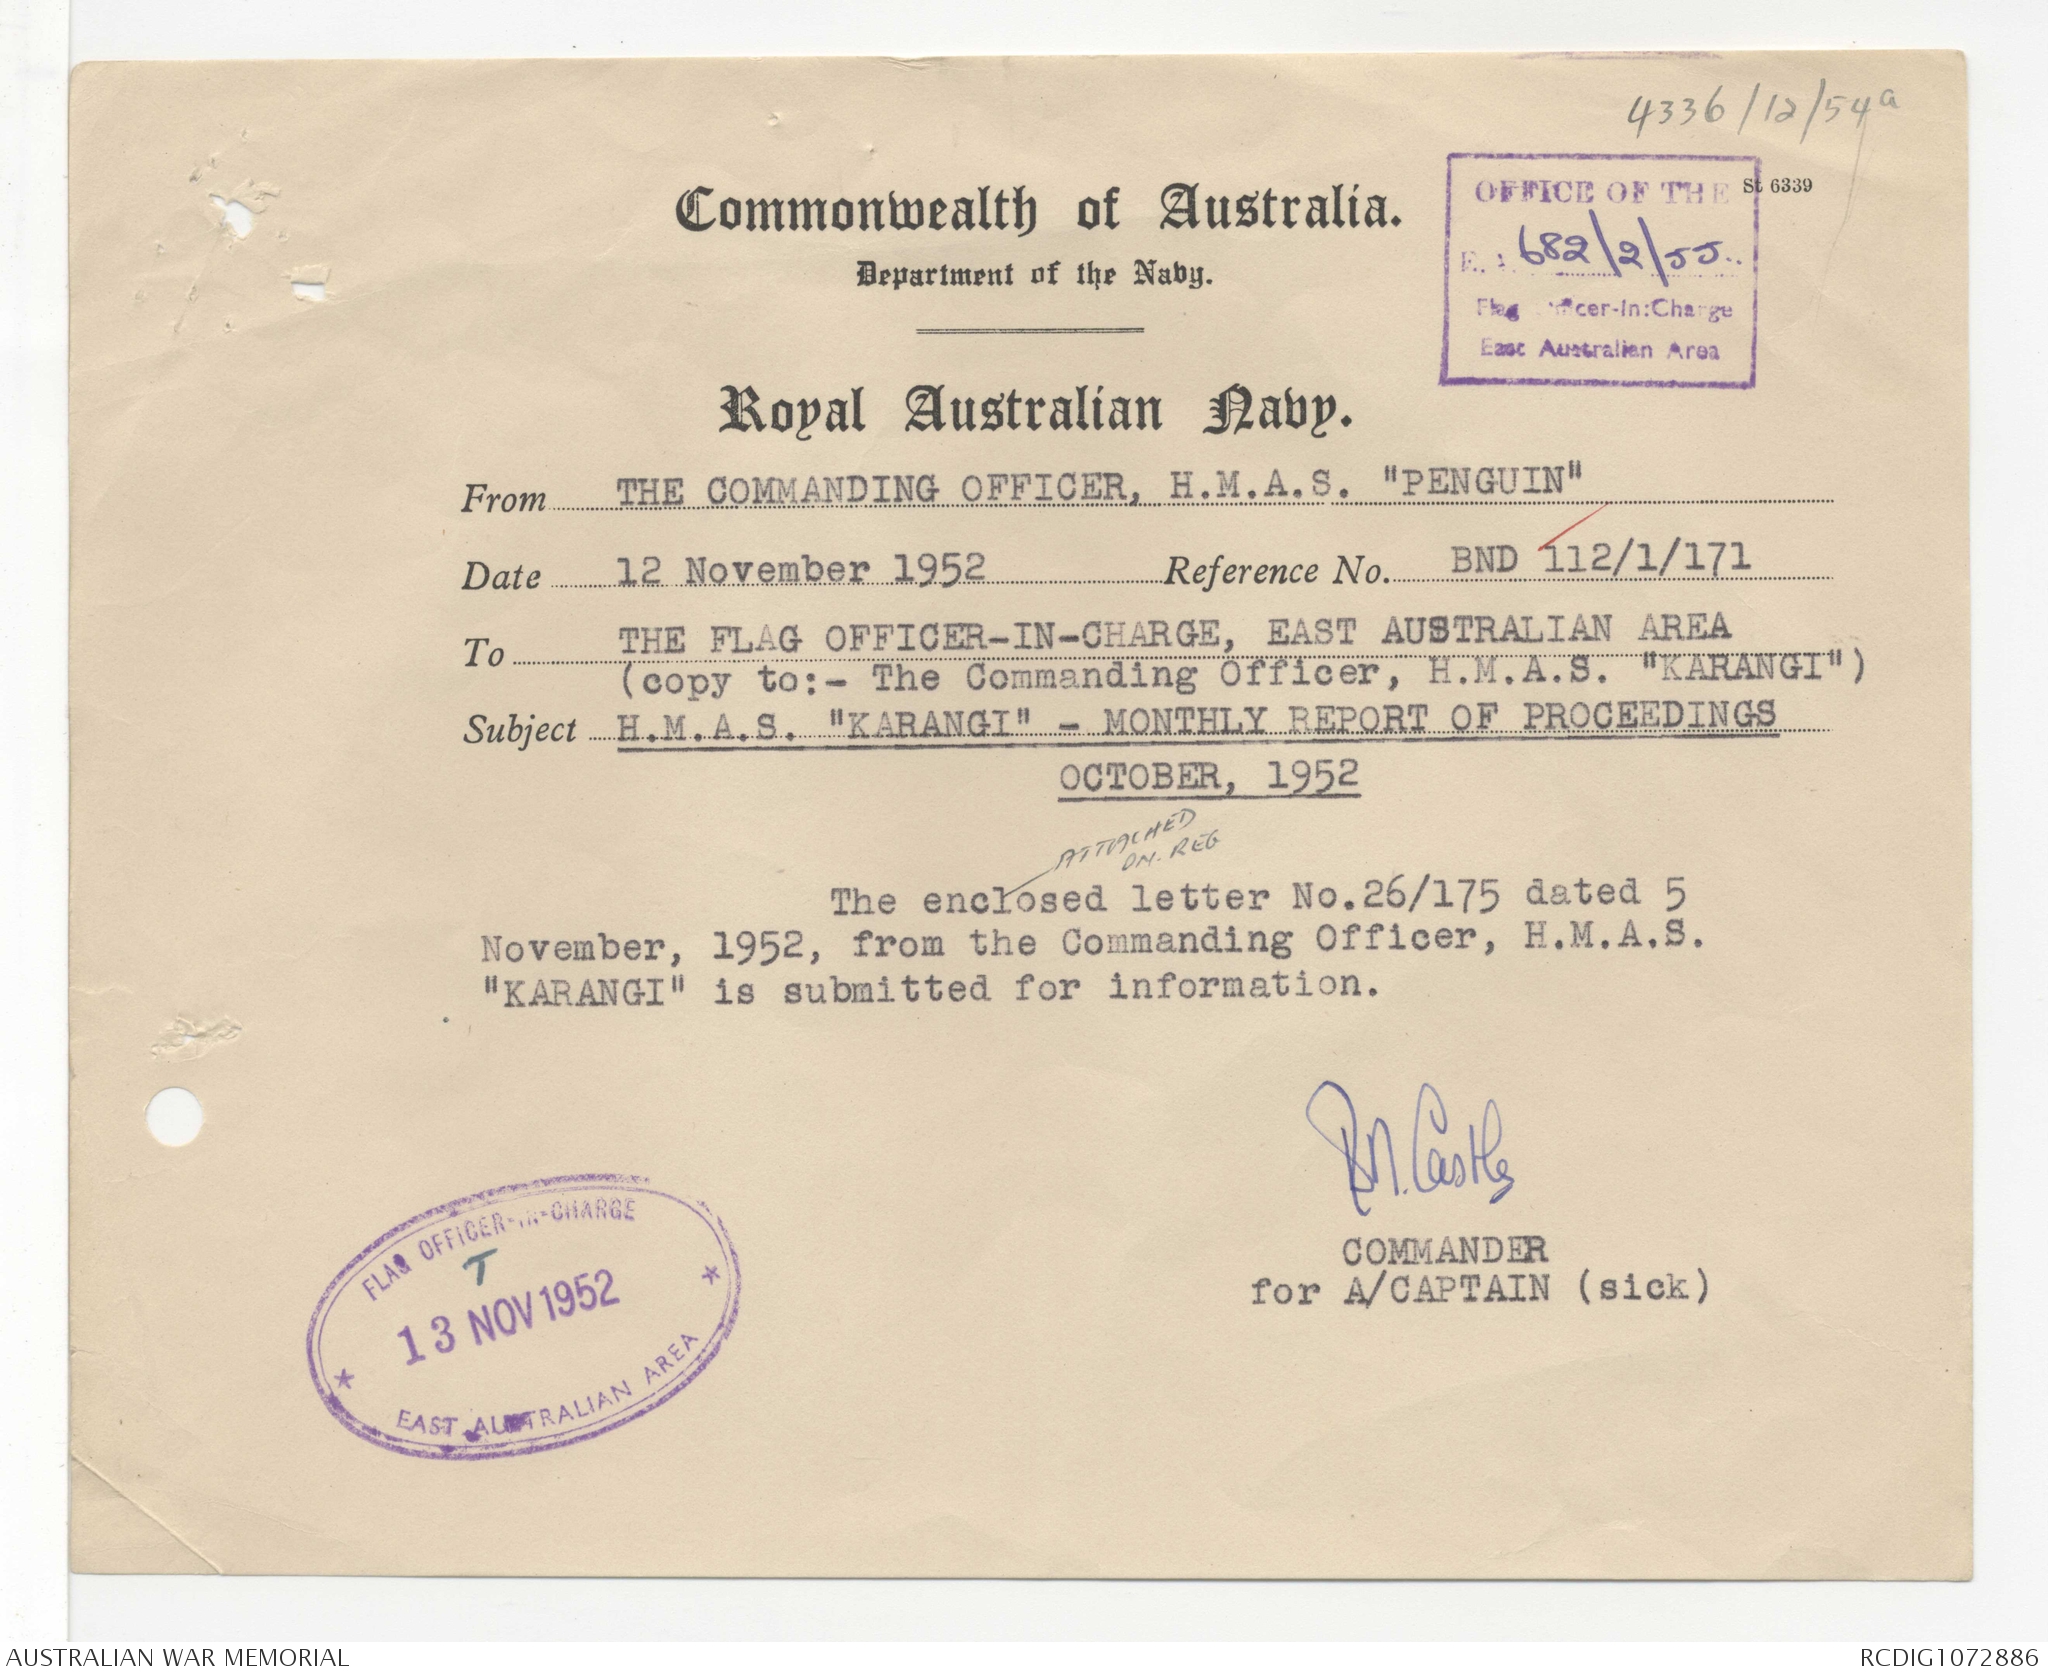 4336/12/54a
St 6339
OFFICE OF THE
682/2/55
Flag Officer-in:Charge
East Australian Area
Commonwealth of Australia.
Department of the Navy.
Royal Australian Navy.
From THE COMMANDING OFFICER, H.M.A.S. "PENGUIN"
Date 12 November 1952 Reference No. BND 112/1/171
To THE FLAG OFFICER-IN-CHARGE, EAST AUSTRALIAN AREA
(copy to:- The Commanding Officer, H.M.A.S. "KARANGI")
Subject H.M.A.S. "KARANGI" - MONTHLY REPORT OF PROCEEDINGS
OCTOBER, 1952
ATTACHED
ON. REG
The enclosed letter No.26/175 dated 5
November, 1952, from the Commanding Officer, H.M.A.S.
"KARANGI" is submitted for information.
COMMANDER
for A/CAPTAIN (sick)
FLAG OFFICER-IN-CHARGE
T
13 NOV 1952
EAST AUSTRALIAN AREA
AUSTRALIAN WAR MEMORIAL
RCDIG1072886